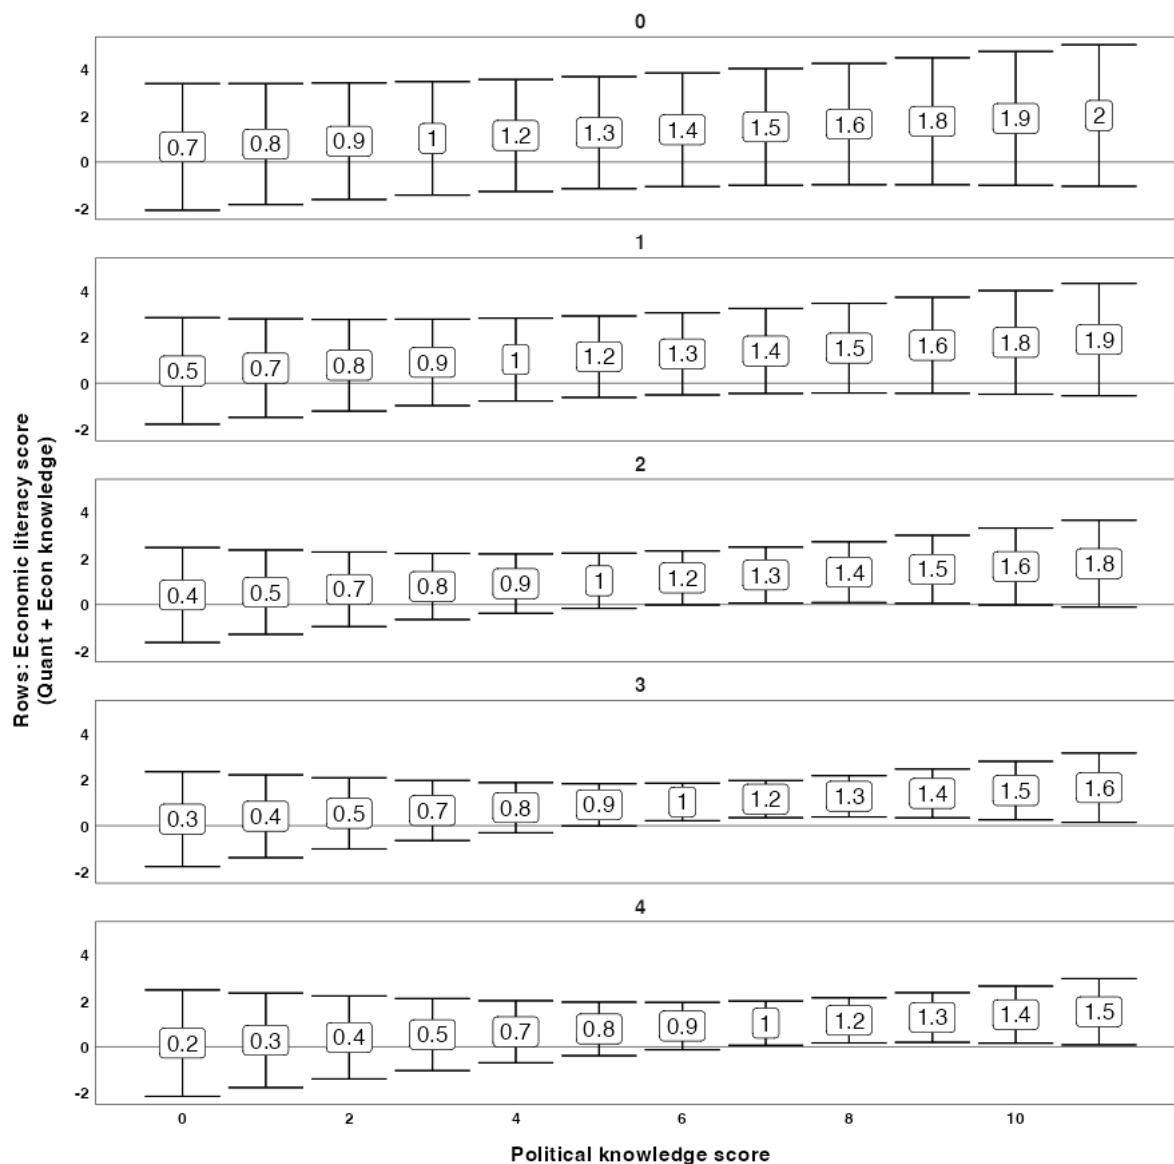 0
4
2
0
-2
0.7 0.8 0.9 1 1.2 1.3 1.4 1.5 1.6 1.8 1.9 2
1
4
2
0
-2
0.5 0.7 0.8 0.9 1 1.2 1.3 1.4 1.5 1.6 1.8 1.9
2
4
2
0
-2
0.4 0.5 0.7 0.8 0.9 1 1.2 1.3 1.4 1.5 1.6 1.8
3
4
2
0
-2
0.3 0.4 0.5 0.7 0.8 0.9 1 1.2 1.3 1.4 1.5 1.6
4
4
2
0
-2
0.2 0.3 0.4 0.5 0.7 0.8 0.9 1 1.2 1.3 1.4 1.5
0 2 4 6 8 10
Political knowledge score
Rows: Economic literacy score
(Quant + Econ knowledge)